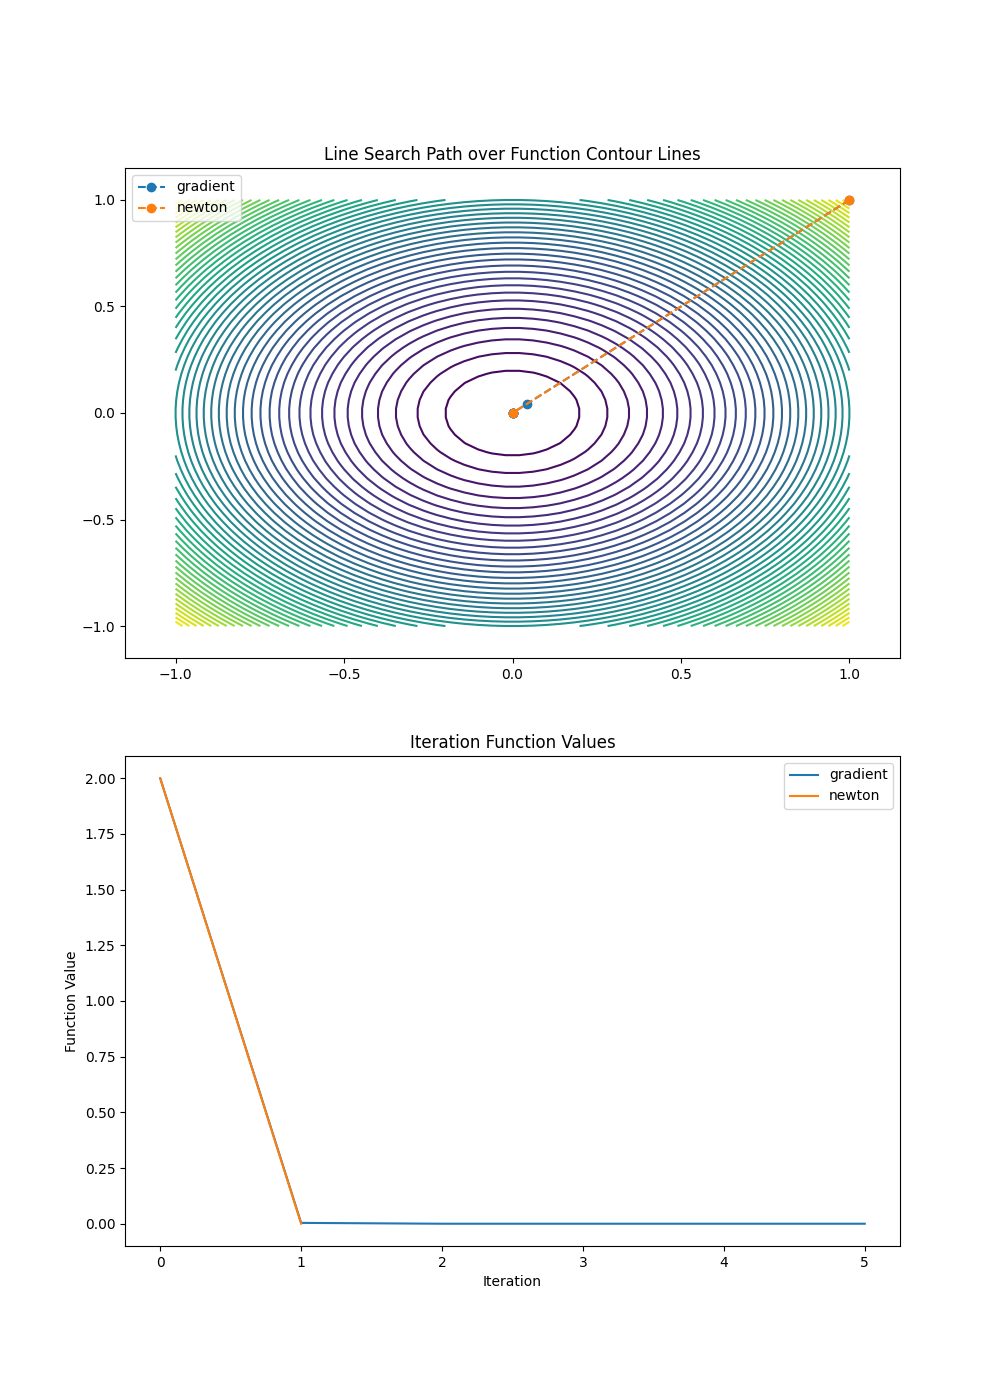 Line Search Path over Function Contour Lines
gradient
newton
1.0
0.5
0.0
−0.5
−1.0
−1.0 −0.5 0.0 0.5 1.0
Iteration Function Values
gradient
newton
2.00
1.75
1.50
1.25
1.00
0.75
0.50
0.25
0.00
Function Value
0 1 2 3 4 5
Iteration